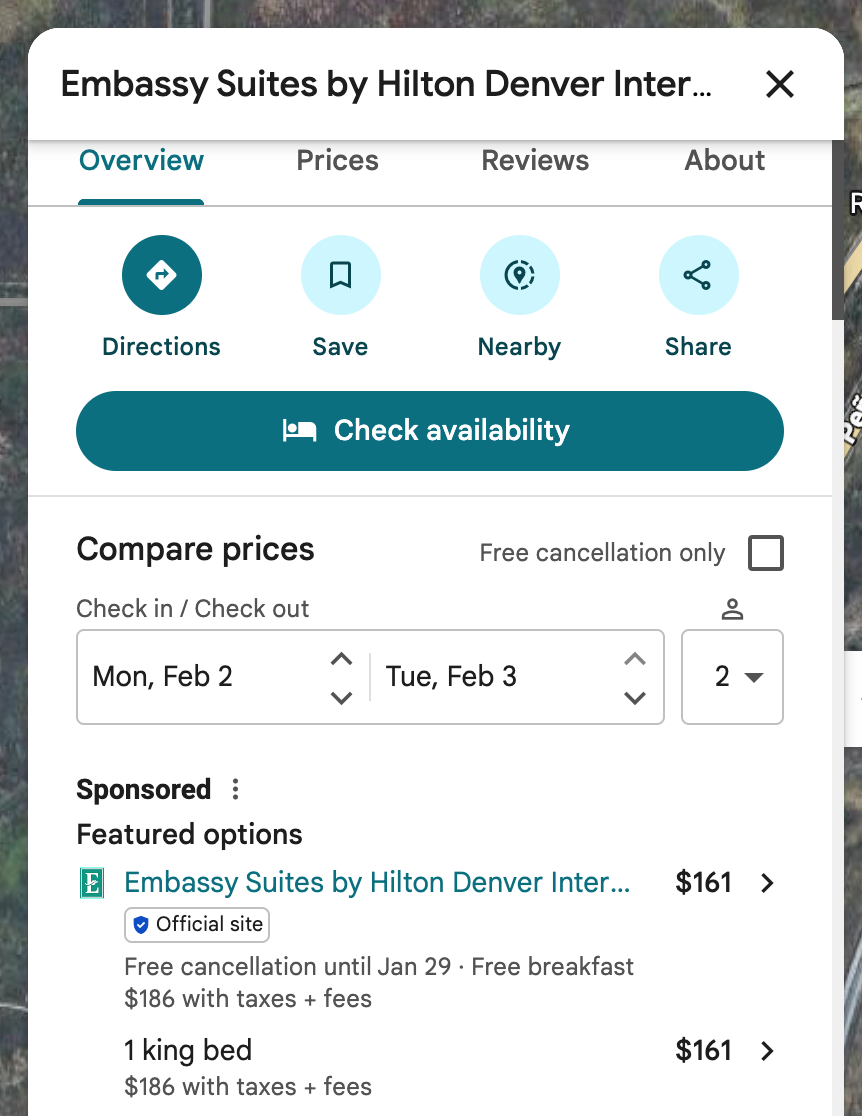 Embassy Suites by Hilton Denver Inter...
Overview
Prices
Reviews
About
Directions
Save
Nearby
Share
Check availability
Compare prices
Free cancellation only
Check in / Check out
Mon, Feb 2
Tue, Feb 3
2
Sponsored
Featured options
Embassy Suites by Hilton Denver Inter... $161
Official site
Free cancellation until Jan 29 · Free breakfast
$186 with taxes + fees
1 king bed $161
$186 with taxes + fees